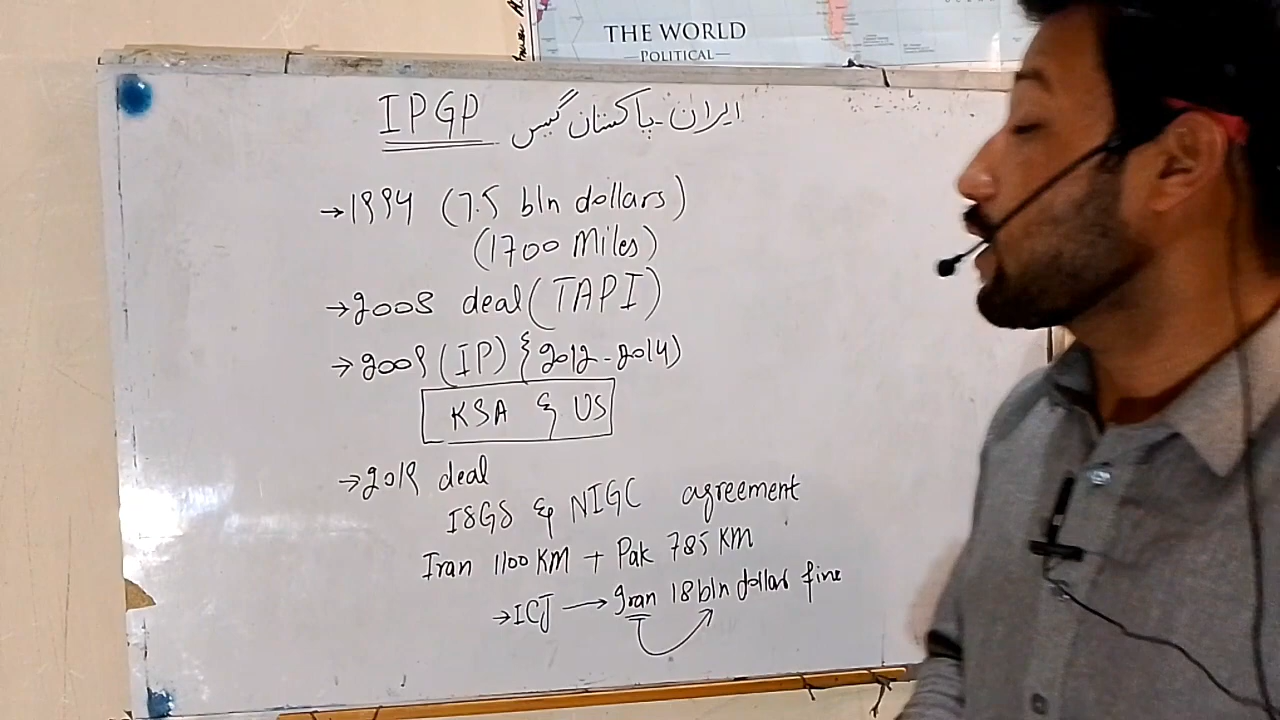 THE WORLD
POLITICAL
IPGP ایران-پاکستان گیس
→1994 (7.5 bln dollars)
(1700 Miles)
→2008 deal (TAPI)
→2009 (IP) { 2012-2014)
KSA & US
→2019 deal
ISGS & NIGC agreement
Iran 1100 KM + Pak 785 KM
→ICJ → Iran 18 bln dollar fine